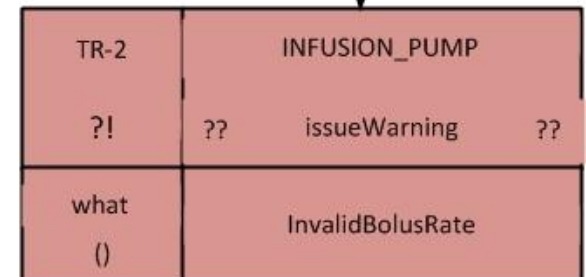 TR-2 INFUSION_PUMP
?! ?? issueWarning ??
what
InvalidBolusRate
()